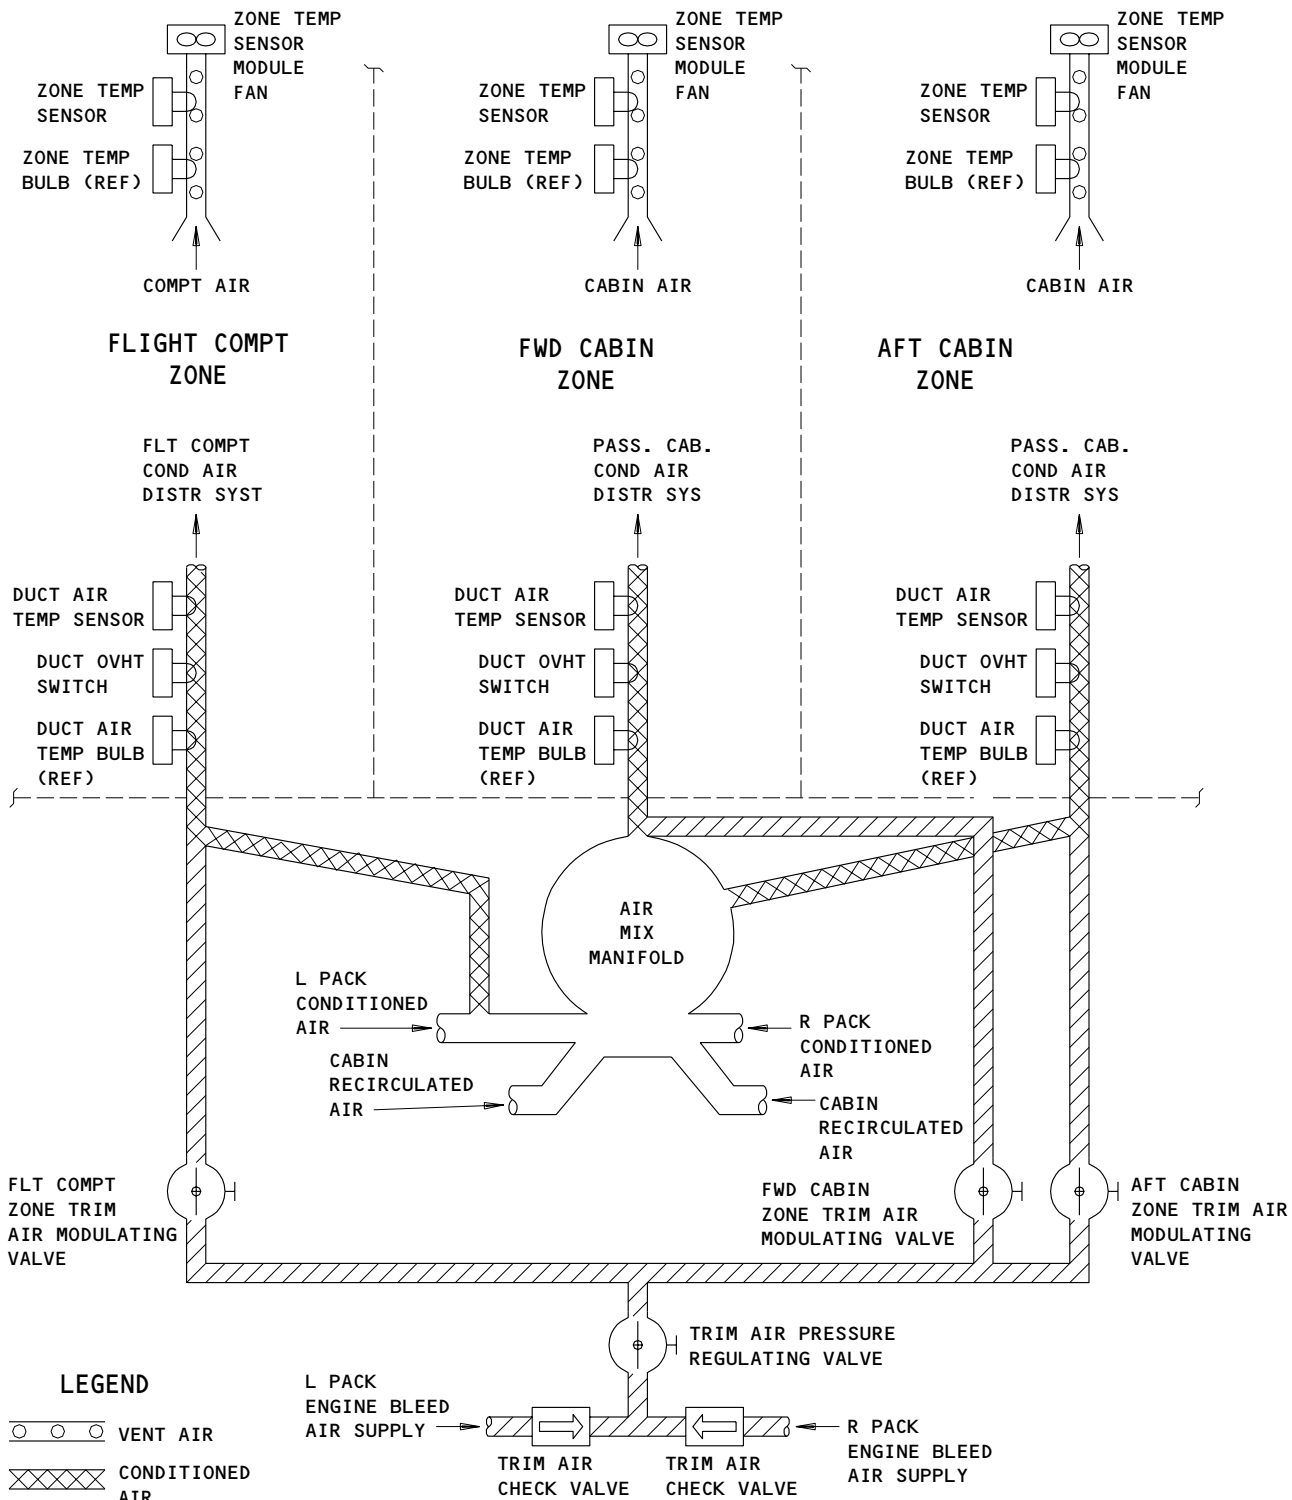 ZONE TEMP
SENSOR
MODULE
FAN
ZONE TEMP
SENSOR
ZONE TEMP
BULB (REF)
COMPT AIR
FLIGHT COMPT
ZONE
ZONE TEMP
SENSOR
MODULE
FAN
ZONE TEMP
SENSOR
ZONE TEMP
BULB (REF)
CABIN AIR
FWD CABIN
ZONE
ZONE TEMP
SENSOR
MODULE
FAN
ZONE TEMP
SENSOR
ZONE TEMP
BULB (REF)
CABIN AIR
AFT CABIN
ZONE
FLT COMPT
COND AIR
DISTR SYST
DUCT AIR
TEMP SENSOR
DUCT OVHT
SWITCH
DUCT AIR
TEMP BULB
(REF)
PASS. CAB.
COND AIR
DISTR SYS
DUCT AIR
TEMP SENSOR
DUCT OVHT
SWITCH
DUCT AIR
TEMP BULB
(REF)
PASS. CAB.
COND AIR
DISTR SYS
DUCT AIR
TEMP SENSOR
DUCT OVHT
SWITCH
DUCT AIR
TEMP BULB
(REF)
AIR
MIX
MANIFOLD
L PACK
CONDITIONED
AIR
CABIN
RECIRCULATED
AIR
R PACK
CONDITIONED
AIR
CABIN
RECIRCULATED
AIR
FLT COMPT
ZONE TRIM
AIR MODULATING
VALVE
FWD CABIN
ZONE TRIM AIR
MODULATING VALVE
AFT CABIN
ZONE TRIM AIR
MODULATING
VALVE
TRIM AIR PRESSURE
REGULATING VALVE
L PACK
ENGINE BLEED
AIR SUPPLY
TRIM AIR
CHECK VALVE
TRIM AIR
CHECK VALVE
R PACK
ENGINE BLEED
AIR SUPPLY
LEGEND
VENT AIR
CONDITIONED
AIR